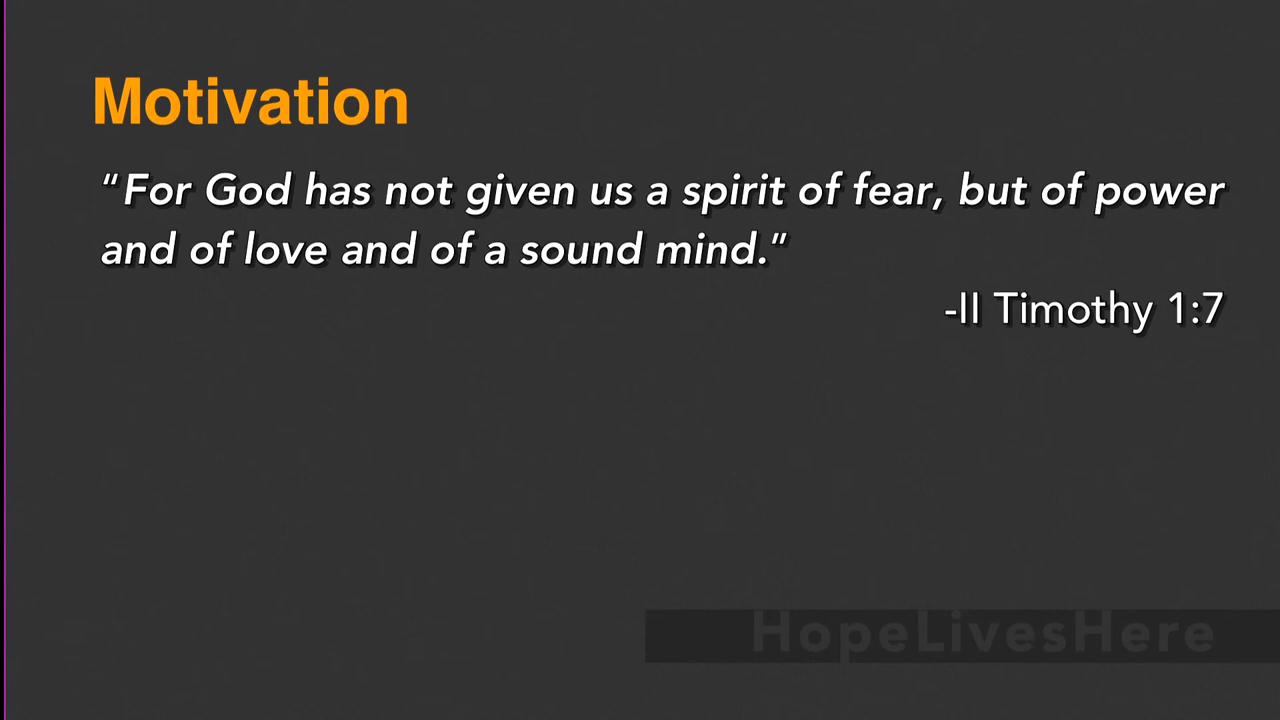 Motivation
“For God has not given us a spirit of fear, but of power
and of love and of a sound mind.”
-II Timothy 1:7
HopeLivesHere